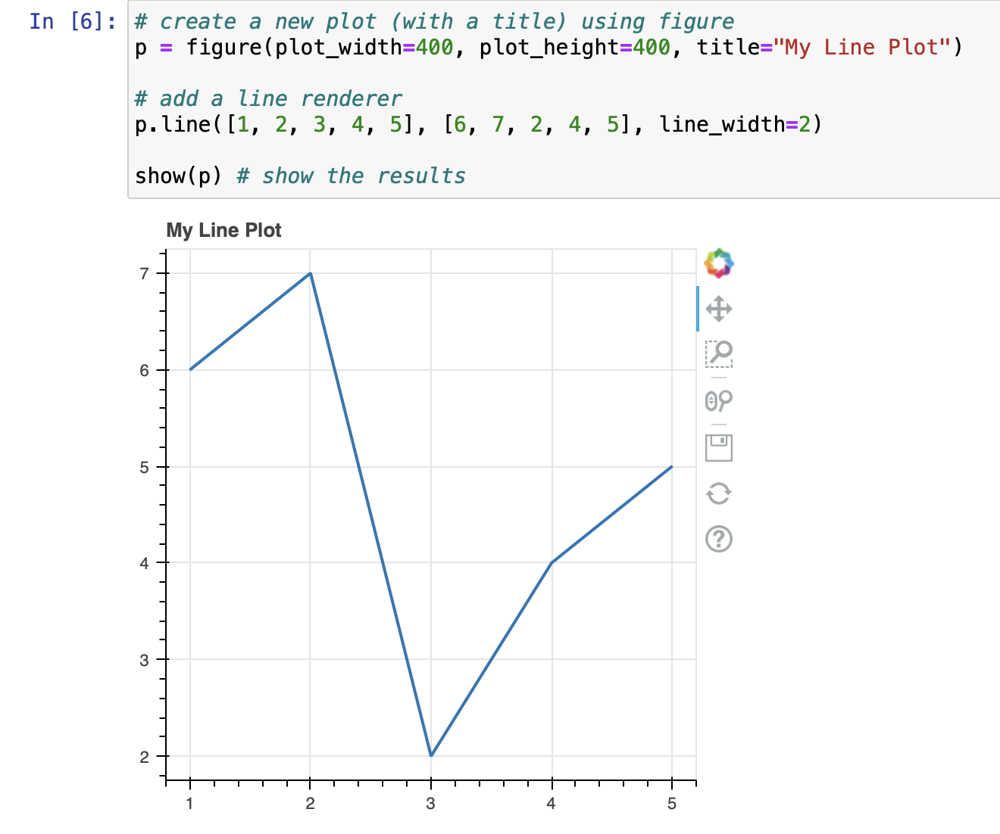 In [6]: # create a new plot (with a title) using figure
p = figure(plot_width=400, plot_height=400, title="My Line Plot")
# add a line renderer
p.line([1, 2, 3, 4, 5], [6, 7, 2, 4, 5], line_width=2)
show(p) # show the results
My Line Plot
7
6
5
4
3
2
1 2 3 4 5
?